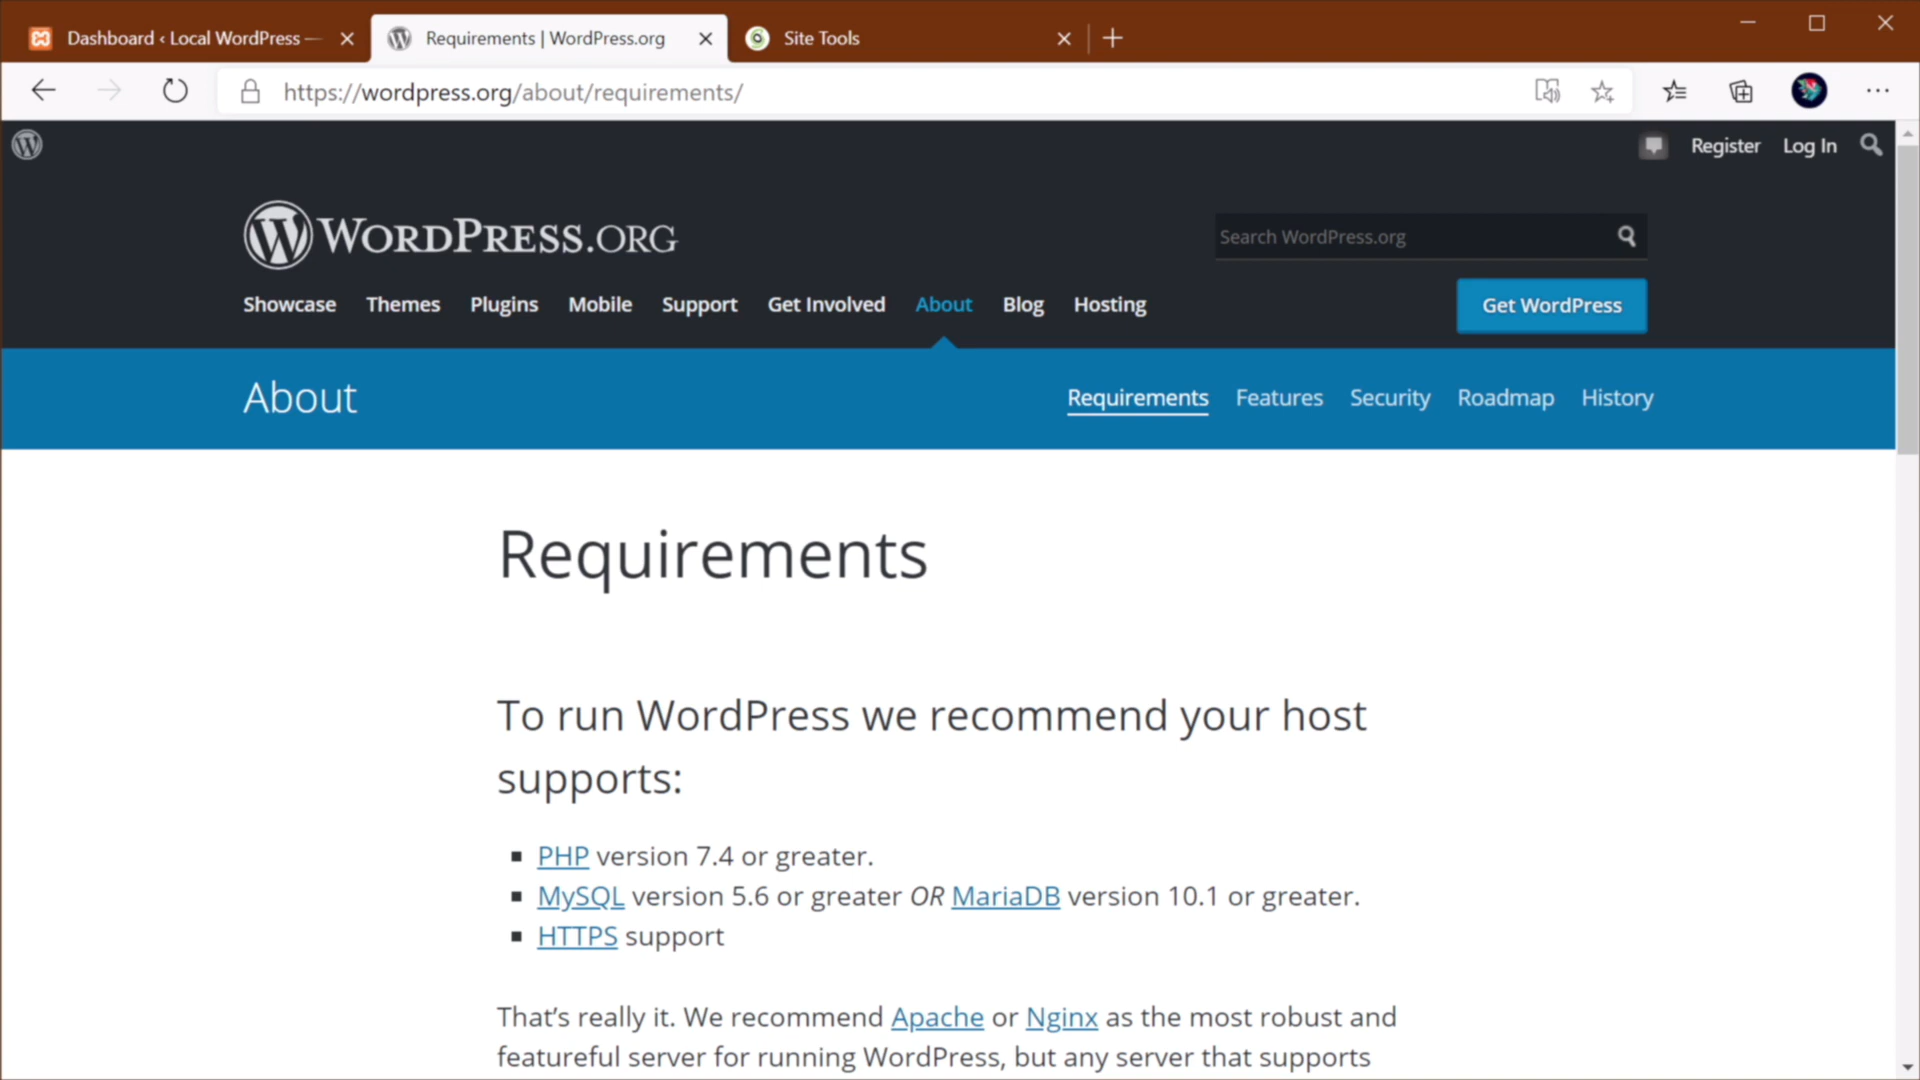 Dashboard ‹ Local WordPress —
Requirements | WordPress.org
Site Tools
https://wordpress.org/about/requirements/
Register
Log In
WORDPRESS.ORG
Search WordPress.org
Showcase
Themes
Plugins
Mobile
Support
Get Involved
About
Blog
Hosting
Get WordPress
About
Requirements
Features
Security
Roadmap
History
Requirements
To run WordPress we recommend your host
supports:
PHP version 7.4 or greater.
MySQL version 5.6 or greater OR MariaDB version 10.1 or greater.
HTTPS support
That’s really it. We recommend Apache or Nginx as the most robust and
featureful server for running WordPress, but any server that supports